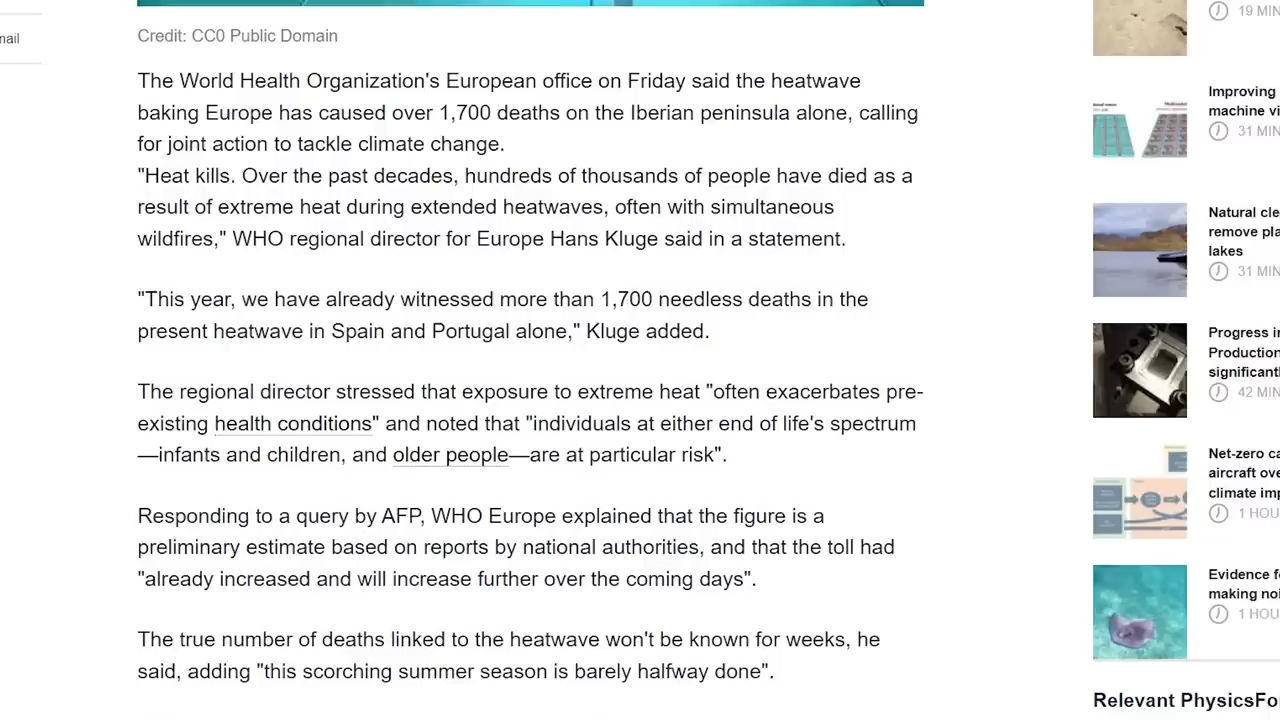 nail
Credit: CC0 Public Domain
The World Health Organization's European office on Friday said the heatwave
baking Europe has caused over 1,700 deaths on the Iberian peninsula alone, calling
for joint action to tackle climate change.
"Heat kills. Over the past decades, hundreds of thousands of people have died as a
result of extreme heat during extended heatwaves, often with simultaneous
wildfires," WHO regional director for Europe Hans Kluge said in a statement.
"This year, we have already witnessed more than 1,700 needless deaths in the
present heatwave in Spain and Portugal alone," Kluge added.
The regional director stressed that exposure to extreme heat "often exacerbates pre-
existing health conditions" and noted that "individuals at either end of life's spectrum
—infants and children, and older people—are at particular risk".
Responding to a query by AFP, WHO Europe explained that the figure is a
preliminary estimate based on reports by national authorities, and that the toll had
"already increased and will increase further over the coming days".
The true number of deaths linked to the heatwave won't be known for weeks, he
said, adding "this scorching summer season is barely halfway done".
19 MIN
Improving
machine vi
31 MIN
Natural cle
remove pla
lakes
31 MIN
Progress i
Production
significantl
42 MIN
Net-zero ca
aircraft ove
climate imp
1 HOU
Evidence f
making noi
1 HOU
Relevant PhysicsFo